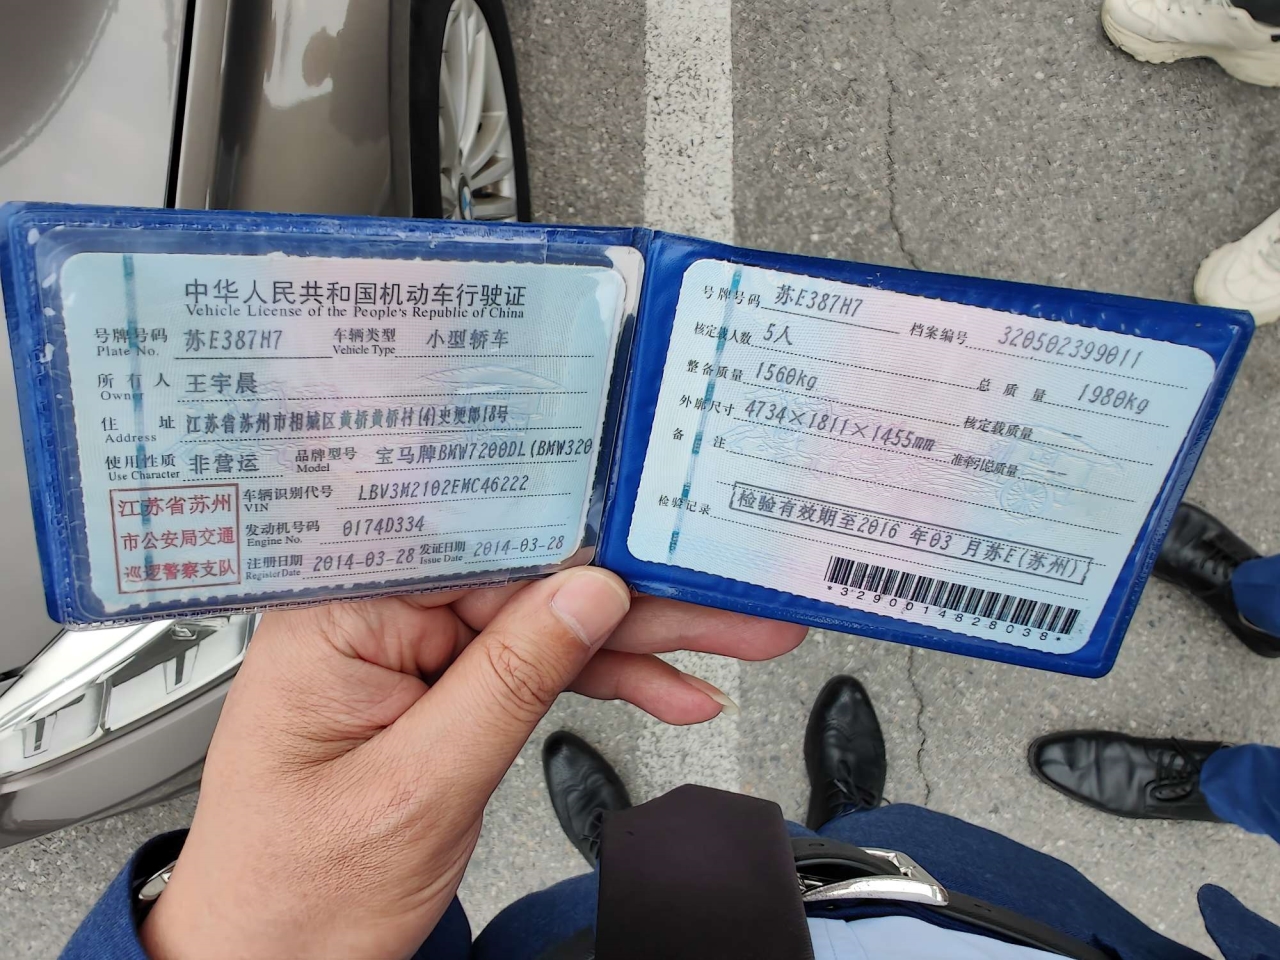 中华人民共和国机动车行驶证
Vehicle License of the People's Republic of China
号牌号码 苏E387H7 车辆类型 小型轿车
Plate No. Vehicle Type
所有人 王宇晨
Owner
住址 江苏省苏州市相城区黄桥黄桥村(4)史埂郎18号
Address
使用性质 非营运 品牌型号 宝马牌BMW7200DL(BMW320
Use Character Model
江苏省苏州
市公安局交通
巡逻警察支队
车辆识别代号 LBV3M2102EMC46222
VIN
发动机号码 0174D334
Engine No.
注册日期 2014-03-28 发证日期 2014-03-28
Register Date Issue Date
号牌号码 苏E387H7 档案编号 320502399011
核定载人数 5人 总质量 1980kg
整备质量 1560kg 核定载质量 --
外廓尺寸 4734×1811×1455mm 准牵引总质量 --
备注
检验记录 检验有效期至2016年03月苏E(苏州)
*3290014828038*